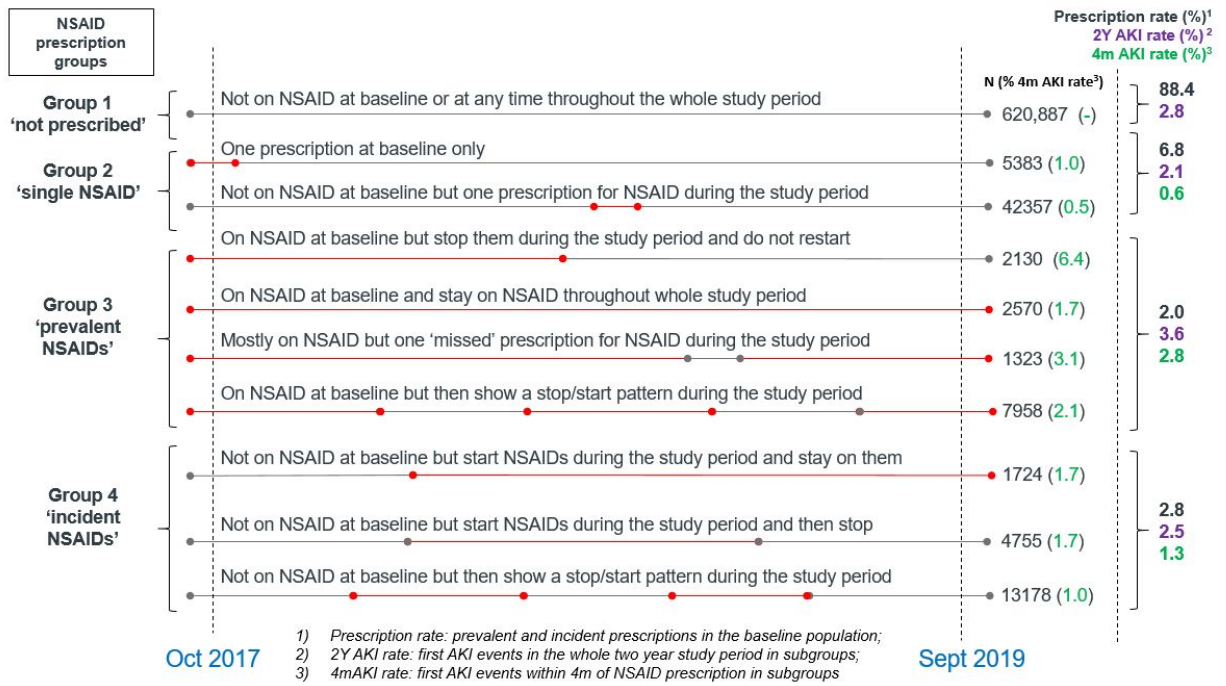 NSAID
prescription
groups
Prescription rate (%)¹
2Y AKI rate (%) ²
4m AKI rate (%)³
N (% 4m AKI rate³)
Group 1
'not prescribed'
Not on NSAID at baseline or at any time throughout the whole study period
620,887 (-)
88.4
2.8
Group 2
'single NSAID'
One prescription at baseline only
5383 (1.0)
Not on NSAID at baseline but one prescription for NSAID during the study period
42357 (0.5)
6.8
2.1
0.6
Group 3
'prevalent
NSAIDs'
On NSAID at baseline but stop them during the study period and do not restart
2130 (6.4)
On NSAID at baseline and stay on NSAID throughout whole study period
2570 (1.7)
Mostly on NSAID but one 'missed' prescription for NSAID during the study period
1323 (3.1)
On NSAID at baseline but then show a stop/start pattern during the study period
7958 (2.1)
2.0
3.6
2.8
Group 4
'incident
NSAIDs'
Not on NSAID at baseline but start NSAIDs during the study period and stay on them
1724 (1.7)
Not on NSAID at baseline but start NSAIDs during the study period and then stop
4755 (1.7)
Not on NSAID at baseline but then show a stop/start pattern during the study period
13178 (1.0)
2.8
2.5
1.3
Oct 2017
Sept 2019
1) Prescription rate: prevalent and incident prescriptions in the baseline population;
2) 2Y AKI rate: first AKI events in the whole two year study period in subgroups;
3) 4mAKI rate: first AKI events within 4m of NSAID prescription in subgroups